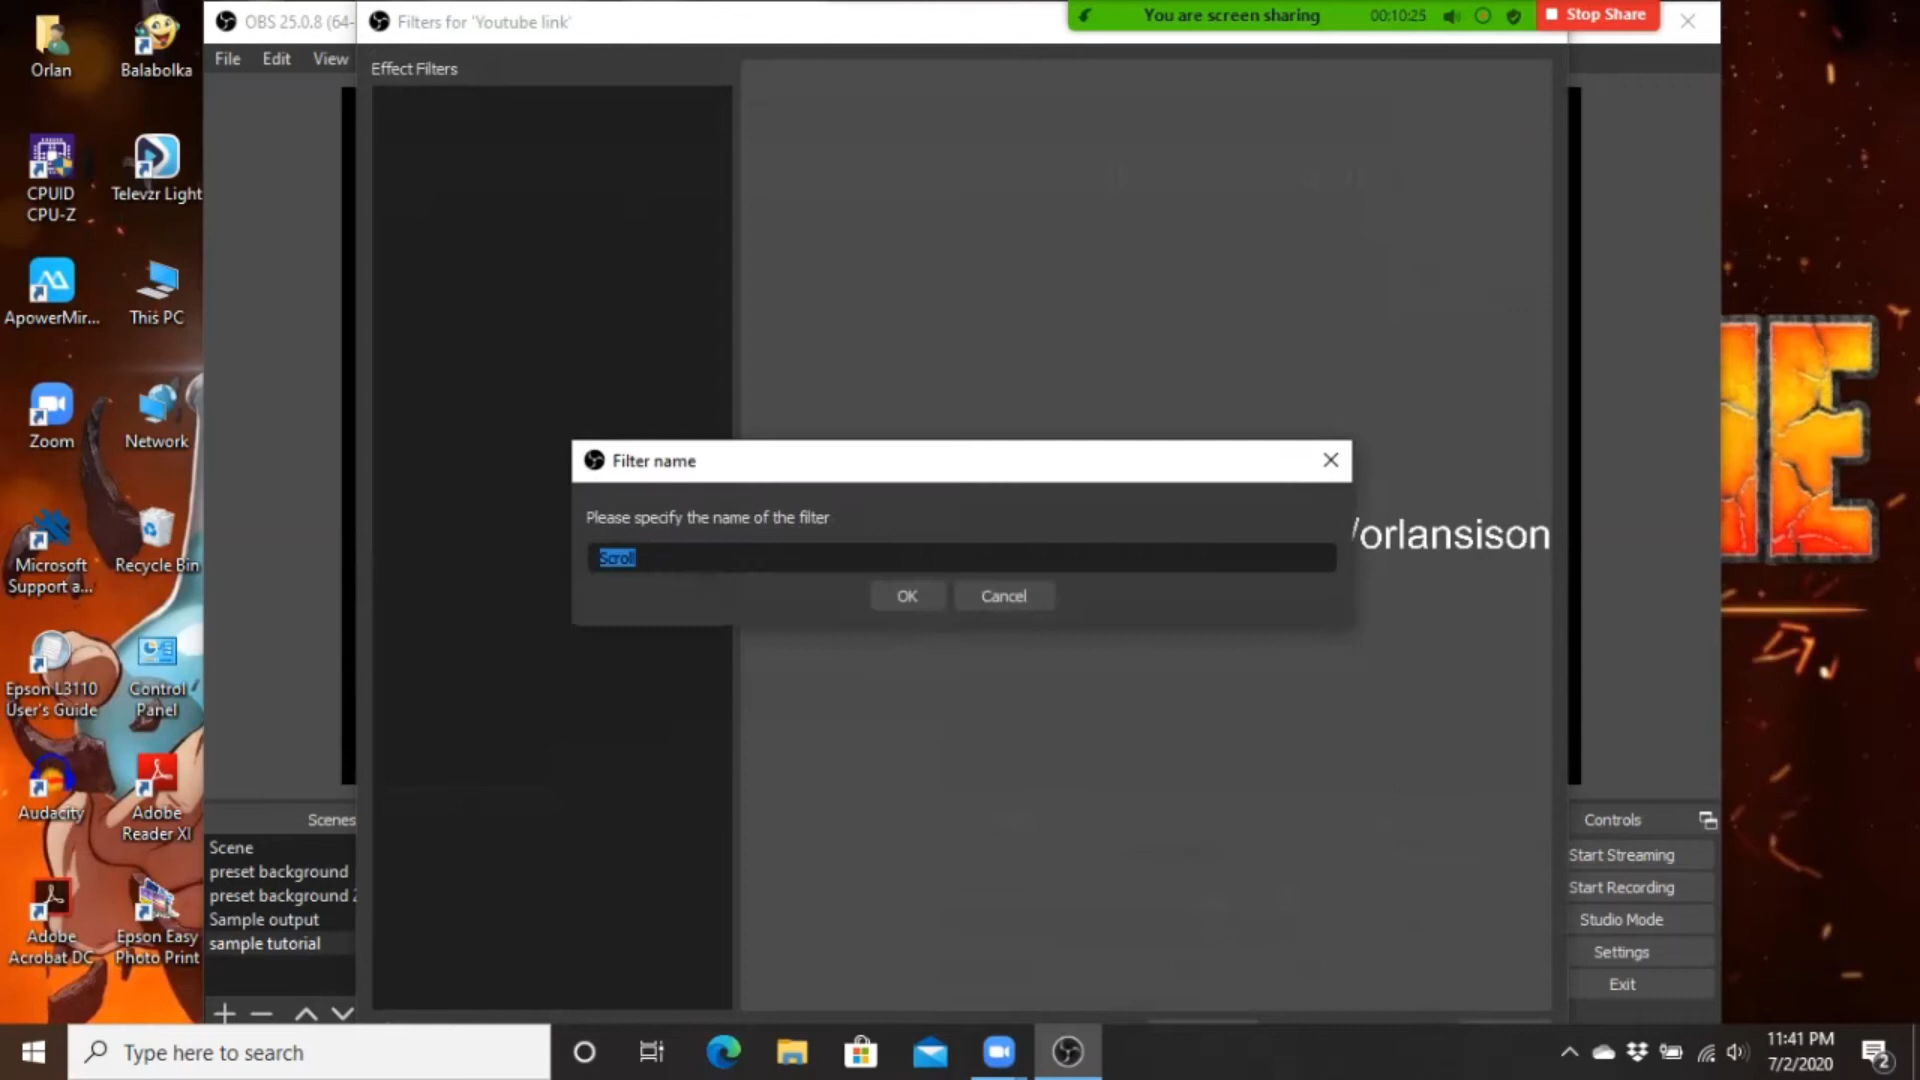 Orlan
Balabolka
CPUID
CPU-Z
Televzr Light
ApowerMir...
This PC
Zoom
Network
Microsoft
Support a...
Recycle Bin
Epson L3110
User's Guide
Control
Panel
Audacity
Adobe
Reader XI
Adobe
Acrobat DC
Epson Easy
Photo Print
OBS 25.0.8 (64-
Filters for 'Youtube link'
You are screen sharing
00:10:25
Stop Share
File
Edit
View
Effect Filters
Filter name
Please specify the name of the filter
Scroll
OK
Cancel
/orlansison
Scenes
Scene
preset background
preset background 2
Sample output
sample tutorial
Controls
Start Streaming
Start Recording
Studio Mode
Settings
Exit
Type here to search
11:41 PM
7/2/2020
2